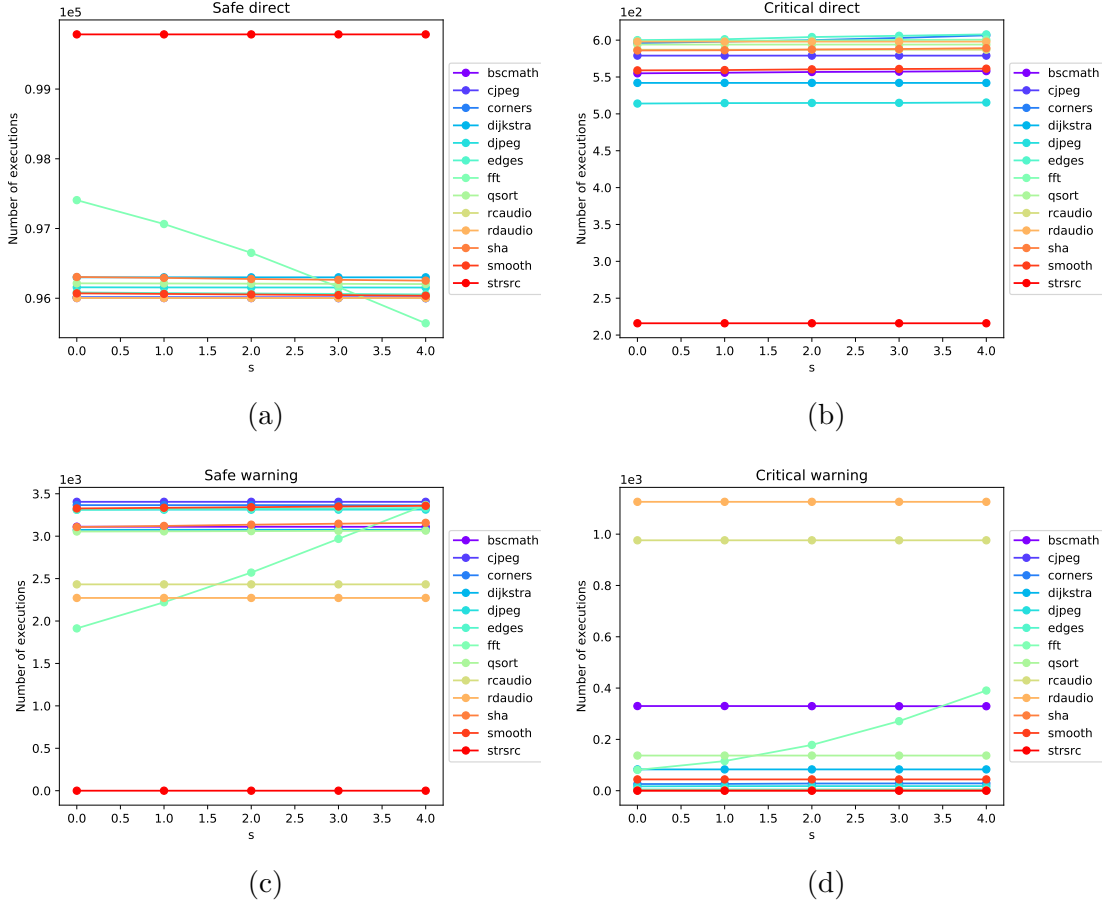 Safe direct
1e5
0.99
0.98
0.97
0.96
Number of executions
0.0 0.5 1.0 1.5 2.0 2.5 3.0 3.5 4.0
s
bscmath
cjpeg
corners
dijkstra
djpeg
edges
fft
qsort
rcaudio
rdaudio
sha
smooth
strsrc
(a)
Critical direct
1e2
6.0
5.5
5.0
4.5
4.0
3.5
3.0
2.5
2.0
Number of executions
0.0 0.5 1.0 1.5 2.0 2.5 3.0 3.5 4.0
s
bscmath
cjpeg
corners
dijkstra
djpeg
edges
fft
qsort
rcaudio
rdaudio
sha
smooth
strsrc
(b)
Safe warning
1e3
3.5
3.0
2.5
2.0
1.5
1.0
0.5
0.0
Number of executions
0.0 0.5 1.0 1.5 2.0 2.5 3.0 3.5 4.0
s
bscmath
cjpeg
corners
dijkstra
djpeg
edges
fft
qsort
rcaudio
rdaudio
sha
smooth
strsrc
(c)
Critical warning
1e3
1.0
0.8
0.6
0.4
0.2
0.0
Number of executions
0.0 0.5 1.0 1.5 2.0 2.5 3.0 3.5 4.0
s
bscmath
cjpeg
corners
dijkstra
djpeg
edges
fft
qsort
rcaudio
rdaudio
sha
smooth
strsrc
(d)